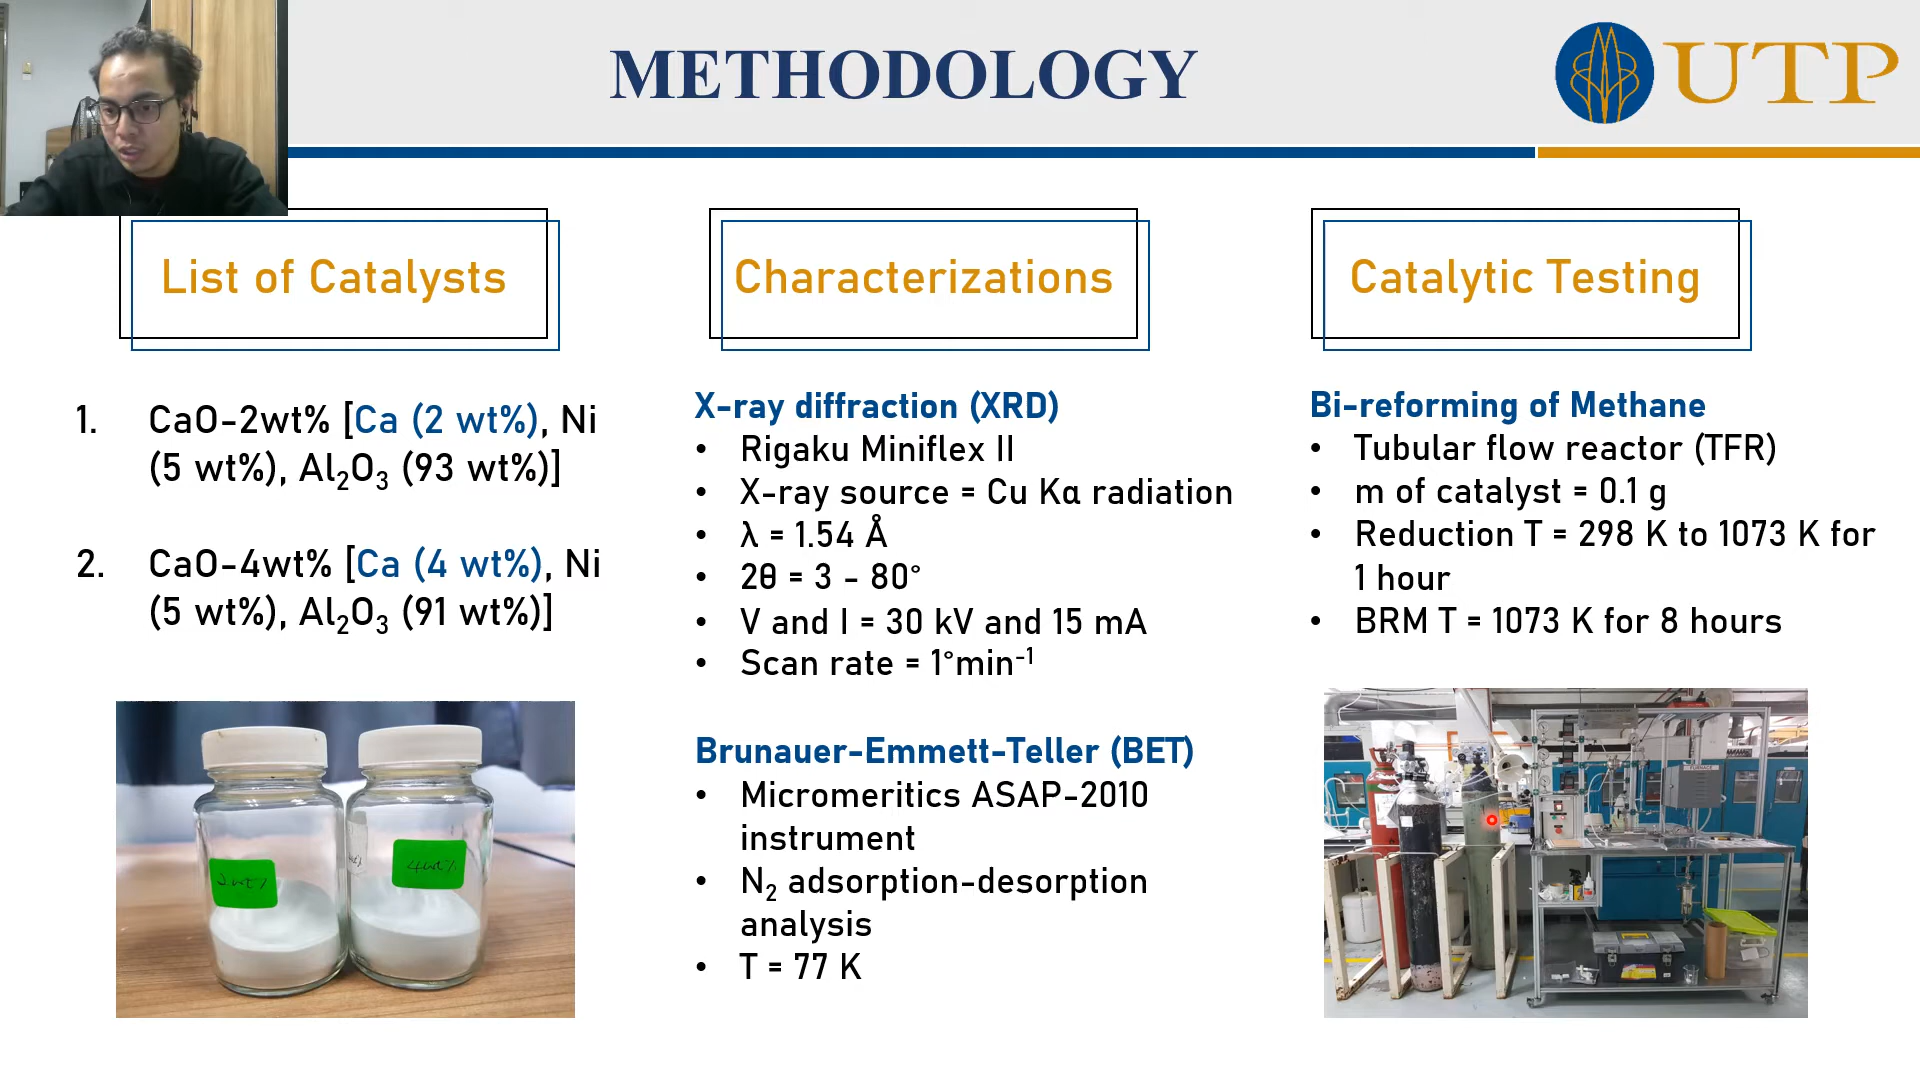 METHODOLOGY
UTP
List of Catalysts
1. CaO-2wt% [Ca (2 wt%), Ni
(5 wt%), Al₂O₃ (93 wt%)]
2. CaO-4wt% [Ca (4 wt%), Ni
(5 wt%), Al₂O₃ (91 wt%)]
2wt%
4wt%
Characterizations
X-ray diffraction (XRD)
• Rigaku Miniflex II
• X-ray source = Cu Kα radiation
• λ = 1.54 Å
• 2θ = 3 - 80°
• V and I = 30 kV and 15 mA
• Scan rate = 1°min⁻¹
Brunauer-Emmett-Teller (BET)
• Micromeritics ASAP-2010
instrument
• N₂ adsorption-desorption
analysis
• T = 77 K
Catalytic Testing
Bi-reforming of Methane
• Tubular flow reactor (TFR)
• m of catalyst = 0.1 g
• Reduction T = 298 K to 1073 K for
1 hour
• BRM T = 1073 K for 8 hours
FURNACE